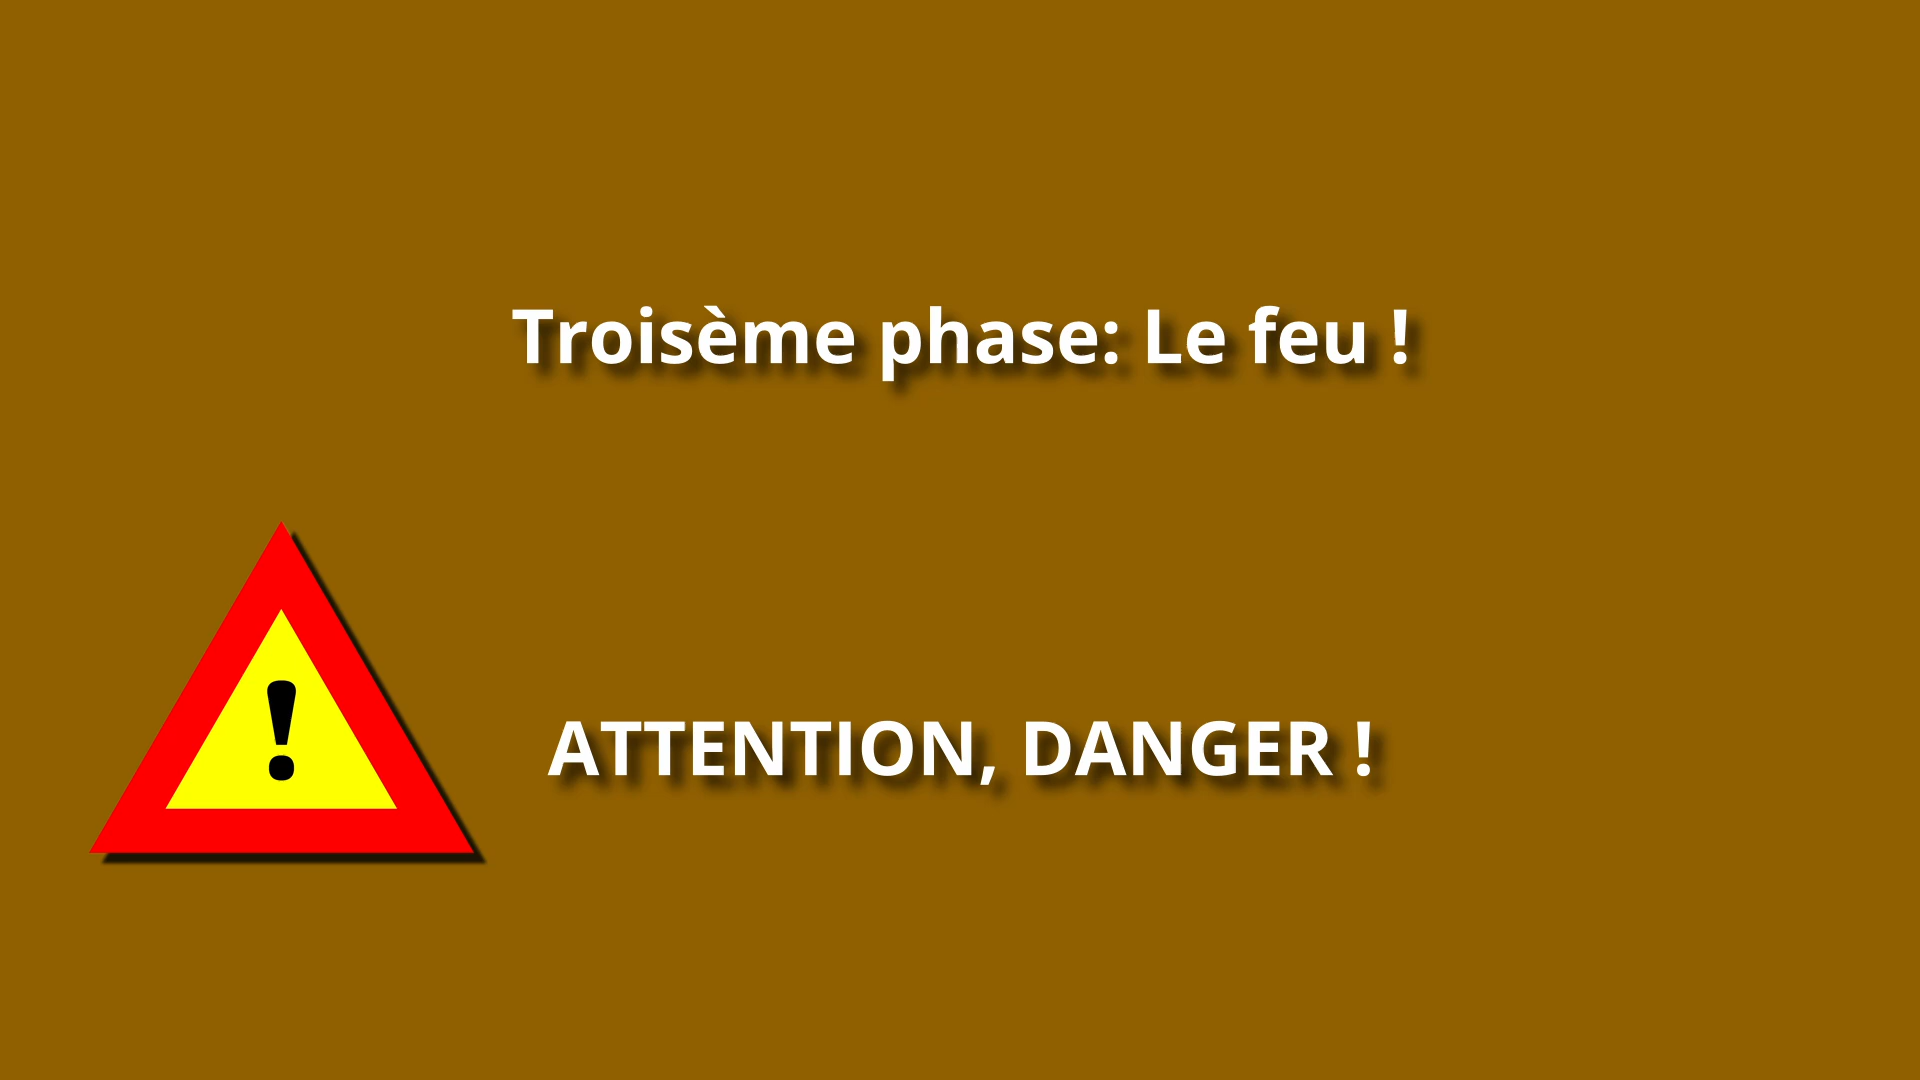 Troisème phase: Le feu !
!
ATTENTION, DANGER !